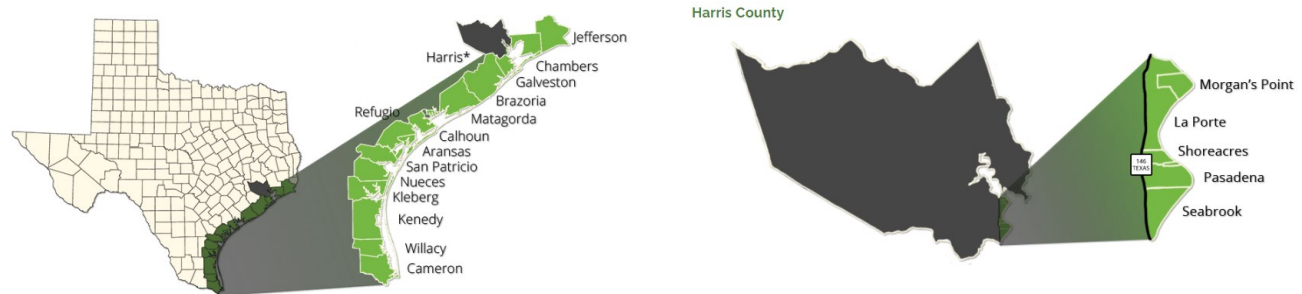 Jefferson
Harris*
Chambers
Galveston
Brazoria
Refugio
Matagorda
Calhoun
Aransas
San Patricio
Nueces
Kleberg
Kenedy
Willacy
Cameron
Harris County
Morgan's Point
La Porte
Shoreacres
146
TEXAS
Pasadena
Seabrook